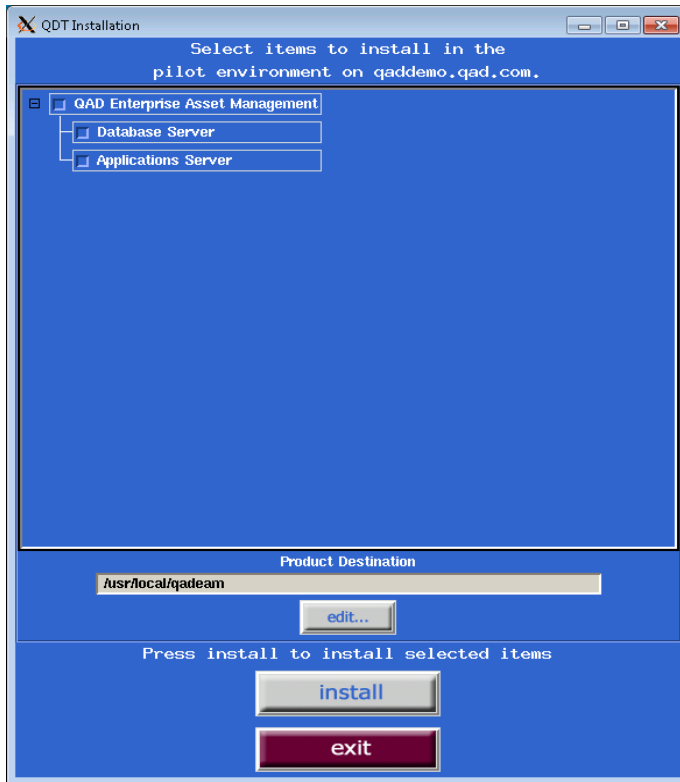 QDT Installation
Select items to install in the
pilot environment on qaddemo.qad.com.
QAD Enterprise Asset Management
Database Server
Applications Server
Product Destination
/usr/local/qadeam
edit...
Press install to install selected items
install
exit